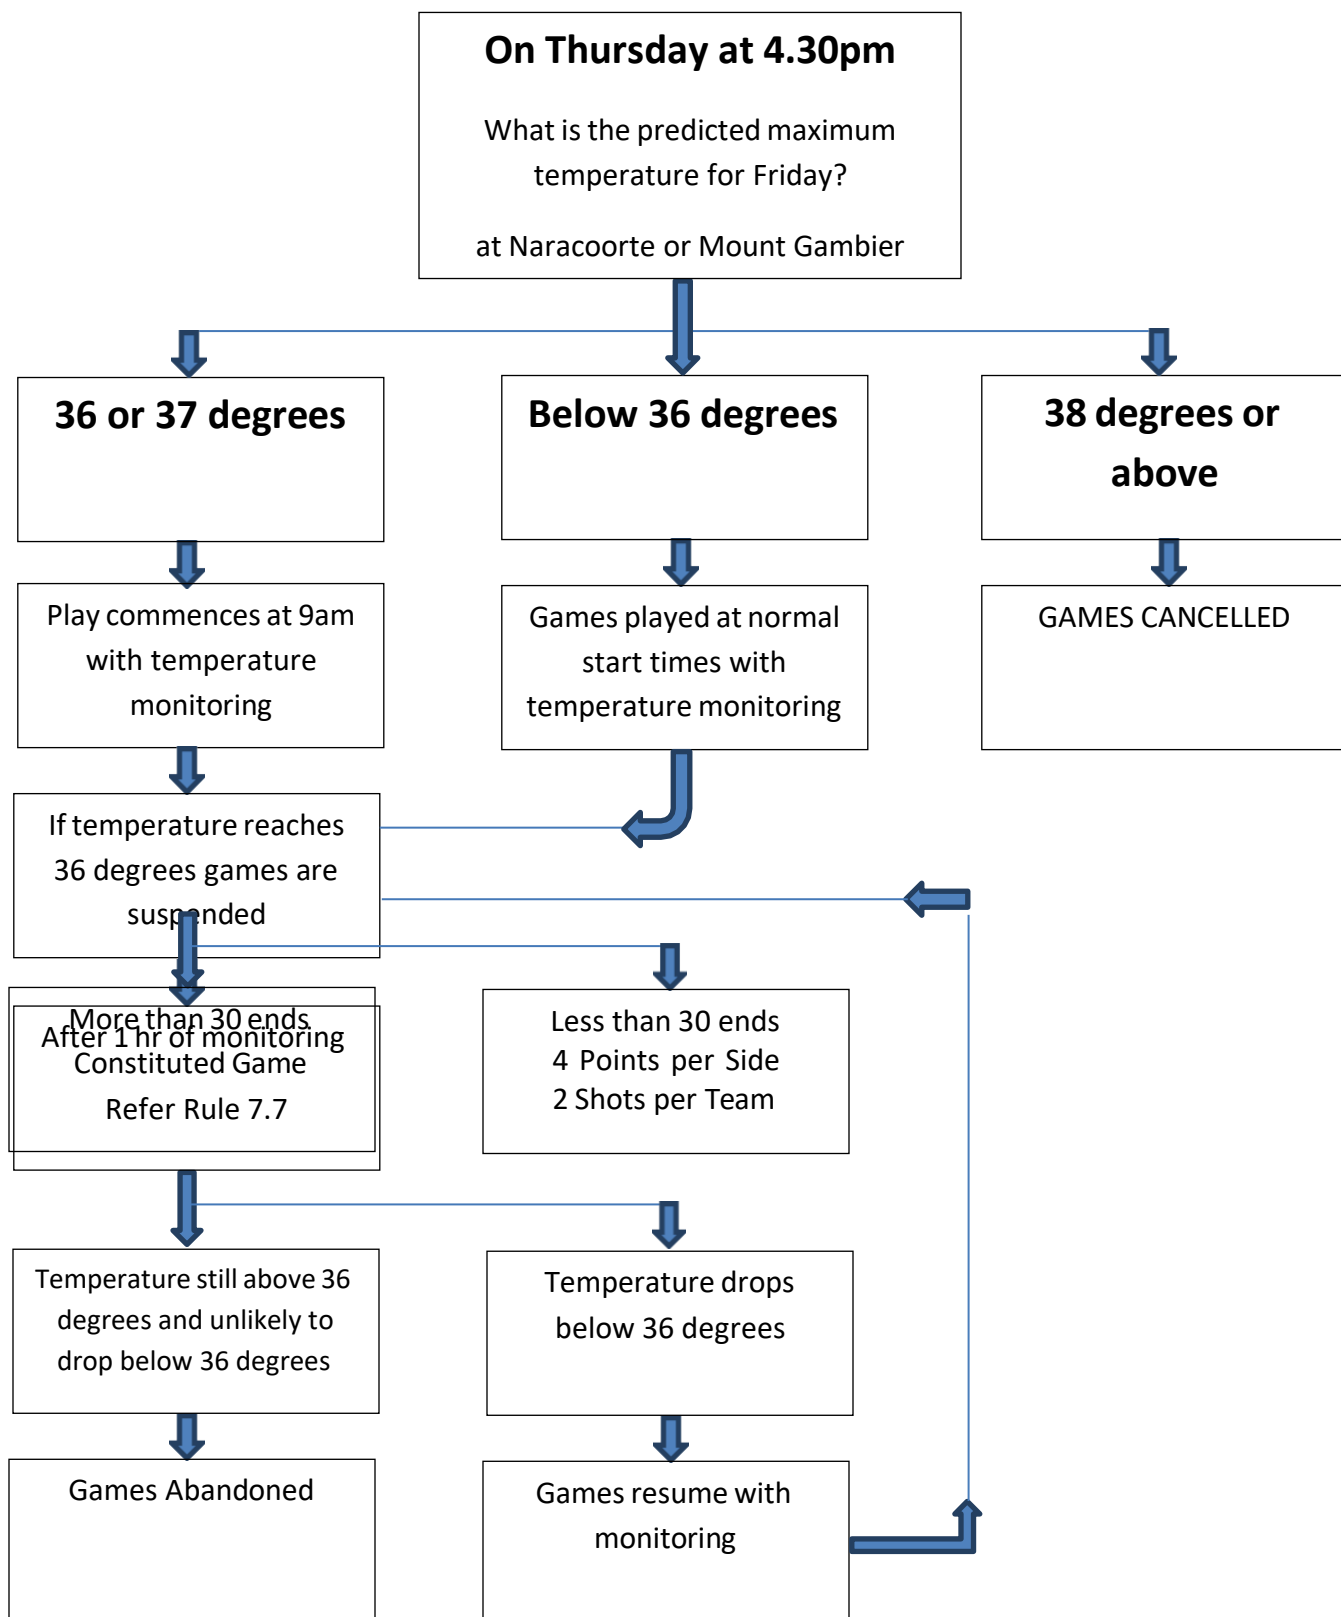 On Thursday at 4.30pm
What is the predicted maximum
temperature for Friday?
at Naracoorte or Mount Gambier
36 or 37 degrees
Below 36 degrees
38 degrees or
above
Play commences at 9am
with temperature
monitoring
Games played at normal
start times with
temperature monitoring
GAMES CANCELLED
If temperature reaches
36 degrees games are
suspended
More than 30 ends
After 1 hr of monitoring
Constituted Game
Refer Rule 7.7
Less than 30 ends
4 Points per Side
2 Shots per Team
Temperature still above 36
degrees and unlikely to
drop below 36 degrees
Temperature drops
below 36 degrees
Games Abandoned
Games resume with
monitoring